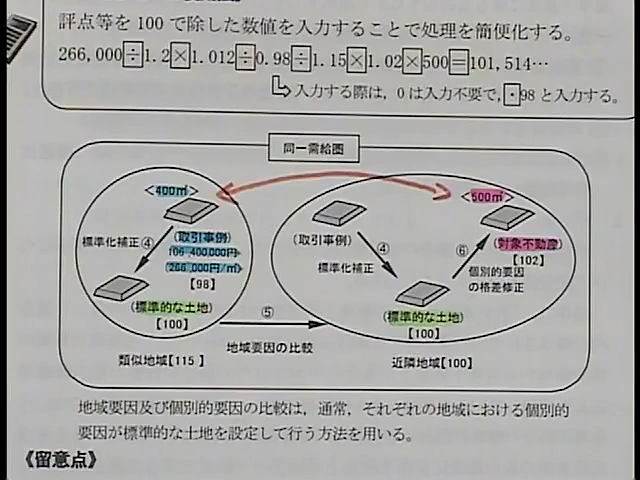 評点等を100で除した数値を入力することで処理を簡便化する。
266,000÷1.2×1.012÷0.98÷1.15×1.02×500=101,514…
入力する際は，0は入力不要で，・98と入力する。
同一需給圏
<400㎡>
<500㎡>
(取引事例)
106,400,000円
(266,000円/㎡)
【98】
標準化補正④
(標準的な土地)
【100】
(取引事例)
④
標準化補正
(標準的な土地)
【100】
⑥
個別的要因
の格差修正
(対象不動産)
【102】
⑤
地域要因の比較
類似地域【115】
近隣地域【100】
地域要因及び個別的要因の比較は，通常，それぞれの地域における個別的
要因が標準的な土地を設定して行う方法を用いる。
《留意点》